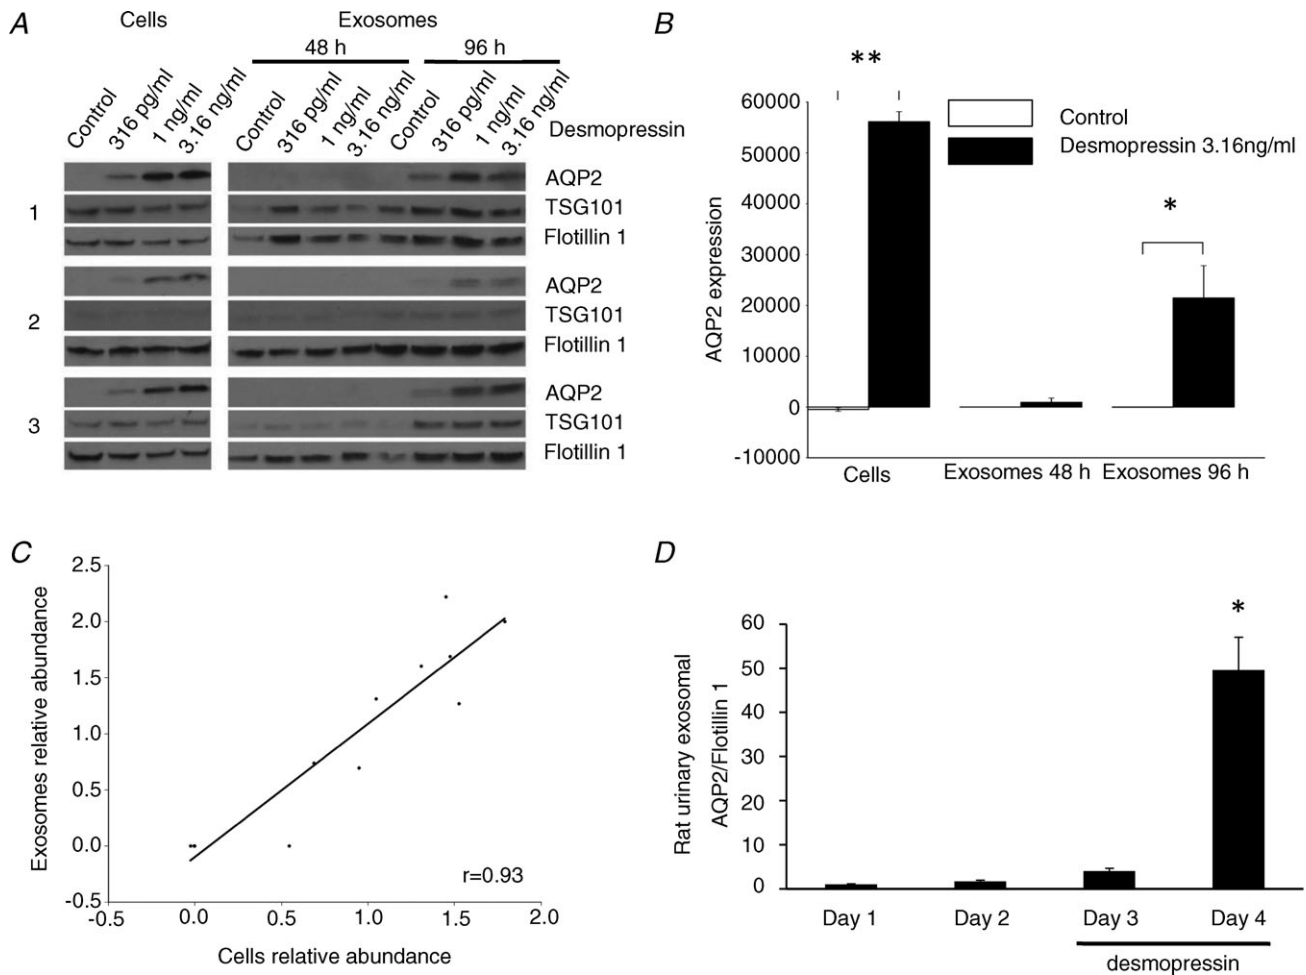 A
Cells
Exosomes
48 h
96 h
Control
316 pg/ml
1 ng/ml
3.16 ng/ml
Control
316 pg/ml
1 ng/ml
3.16 ng/ml
Control
316 pg/ml
1 ng/ml
3.16 ng/ml
Desmopressin
1
AQP2
TSG101
Flotillin 1
2
AQP2
TSG101
Flotillin 1
3
AQP2
TSG101
Flotillin 1
B
**
*
Control
Desmopressin 3.16ng/ml
AQP2 expression
60000
50000
40000
30000
20000
10000
0
-10000
Cells
Exosomes 48 h
Exosomes 96 h
C
Exosomes relative abundance
2.5
2.0
1.5
1.0
0.5
0.0
-0.5
r=0.93
-0.5
0.0
0.5
1.0
1.5
2.0
Cells relative abundance
D
*
Rat urinary exosomal
AQP2/Flotillin 1
60
50
40
30
20
10
0
Day 1
Day 2
Day 3
Day 4
desmopressin